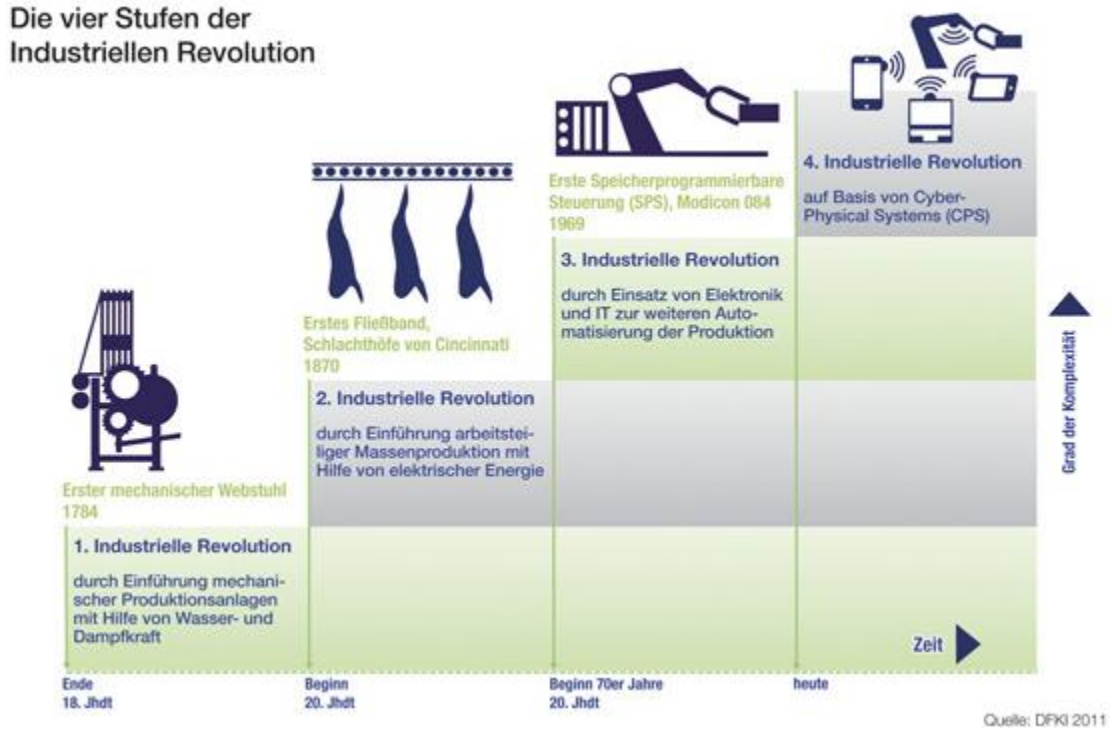 Die vier Stufen der
Industriellen Revolution
4. Industrielle Revolution
auf Basis von Cyber-
Physical Systems (CPS)
Erste Speicherprogrammierbare
Steuerung (SPS), Modicon 084
1969
3. Industrielle Revolution
durch Einsatz von Elektronik
und IT zur weiteren Auto-
matisierung der Produktion
Erstes Fließband,
Schlachthöfe von Cincinnati
1870
2. Industrielle Revolution
durch Einführung arbeitstei-
liger Massenproduktion mit
Hilfe von elektrischer Energie
Erster mechanischer Webstuhl
1784
1. Industrielle Revolution
durch Einführung mechani-
scher Produktionsanlagen
mit Hilfe von Wasser- und
Dampfkraft
Grad der Komplexität
Zeit
Ende
18. Jhdt
Beginn
20. Jhdt
Beginn 70er Jahre
20. Jhdt
heute
Quelle: DFKI 2011